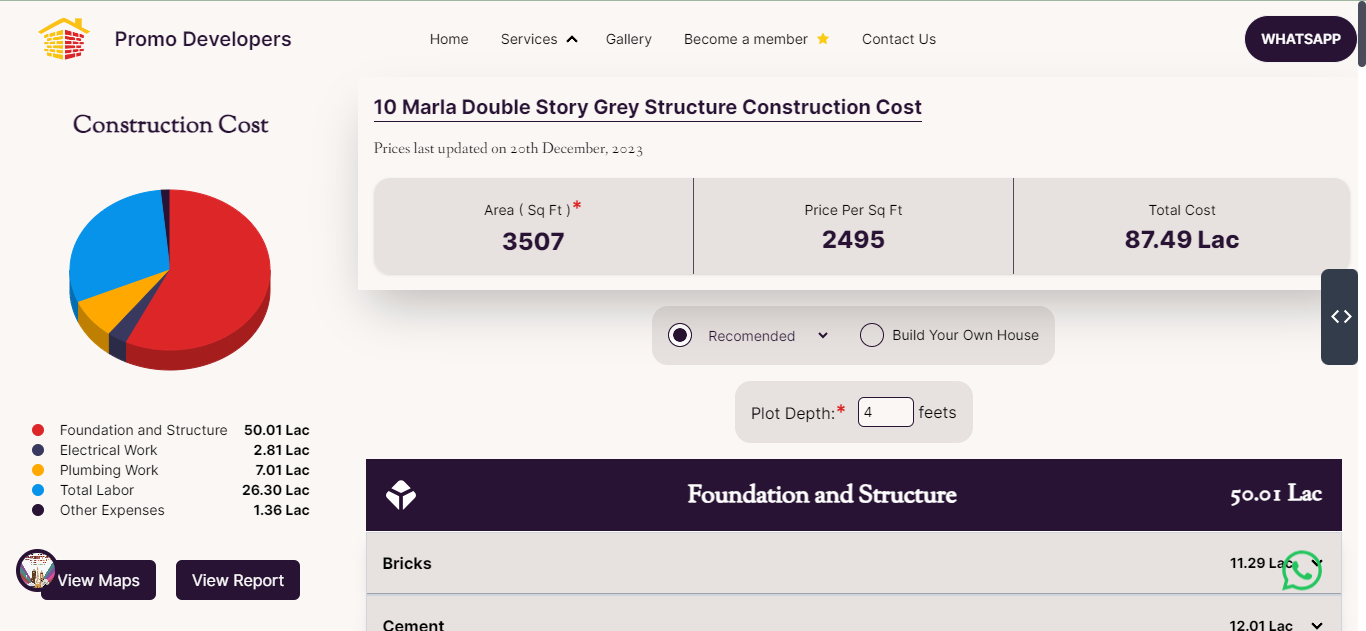 Promo Developers
Home Services Gallery Become a member Contact Us
WHATSAPP
Construction Cost
Foundation and Structure 50.01 Lac
Electrical Work 2.81 Lac
Plumbing Work 7.01 Lac
Total Labor 26.30 Lac
Other Expenses 1.36 Lac
View Maps View Report
10 Marla Double Story Grey Structure Construction Cost
Prices last updated on 20th December, 2023
Area ( Sq Ft )*
3507
Price Per Sq Ft
2495
Total Cost
87.49 Lac
Recomended Build Your Own House
Plot Depth:* 4 feets
Foundation and Structure 50.01 Lac
Bricks 11.29 Lac
Cement 12.01 Lac